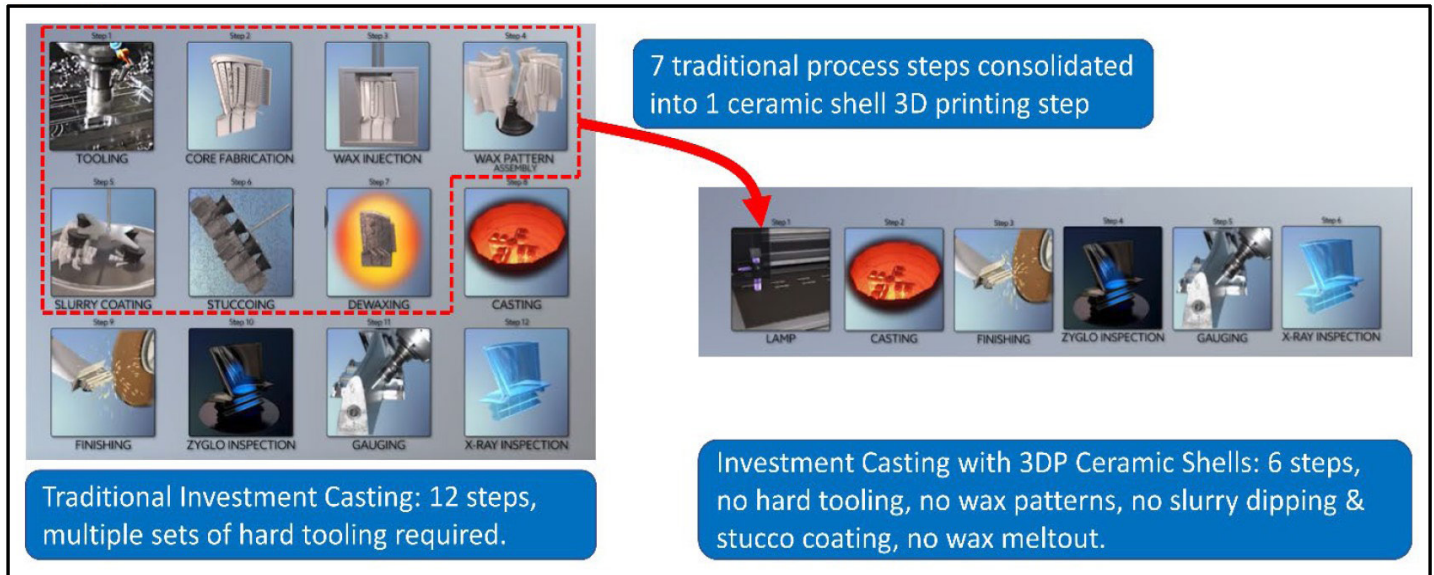 Step 1
Step 2
Step 3
Step 4
TOOLING
CORE FABRICATION
WAX INJECTION
WAX PATTERN
ASSEMBLY
Step 5
Step 6
Step 7
Step 8
SLURRY COATING
STUCCOING
DEWAXING
CASTING
Step 9
Step 10
Step 11
Step 12
FINISHING
ZYGLO INSPECTION
GAUGING
X-RAY INSPECTION
Traditional Investment Casting: 12 steps,
multiple sets of hard tooling required.
7 traditional process steps consolidated
into 1 ceramic shell 3D printing step
Step 1
Step 2
Step 3
Step 4
Step 5
Step 6
LAMP
CASTING
FINISHING
ZYGLO INSPECTION
GAUGING
X-RAY INSPECTION
Investment Casting with 3DP Ceramic Shells: 6 steps,
no hard tooling, no wax patterns, no slurry dipping &
stucco coating, no wax meltout.